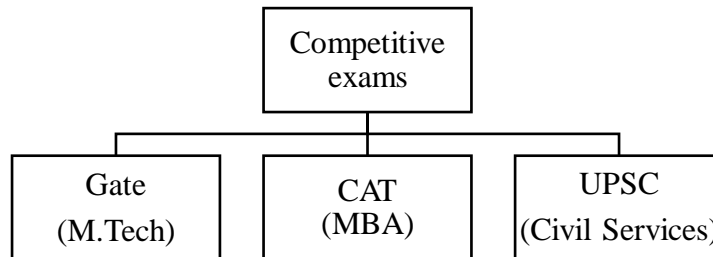 Competitive
exams
Gate
(M.Tech)
CAT
(MBA)
UPSC
(Civil Services)